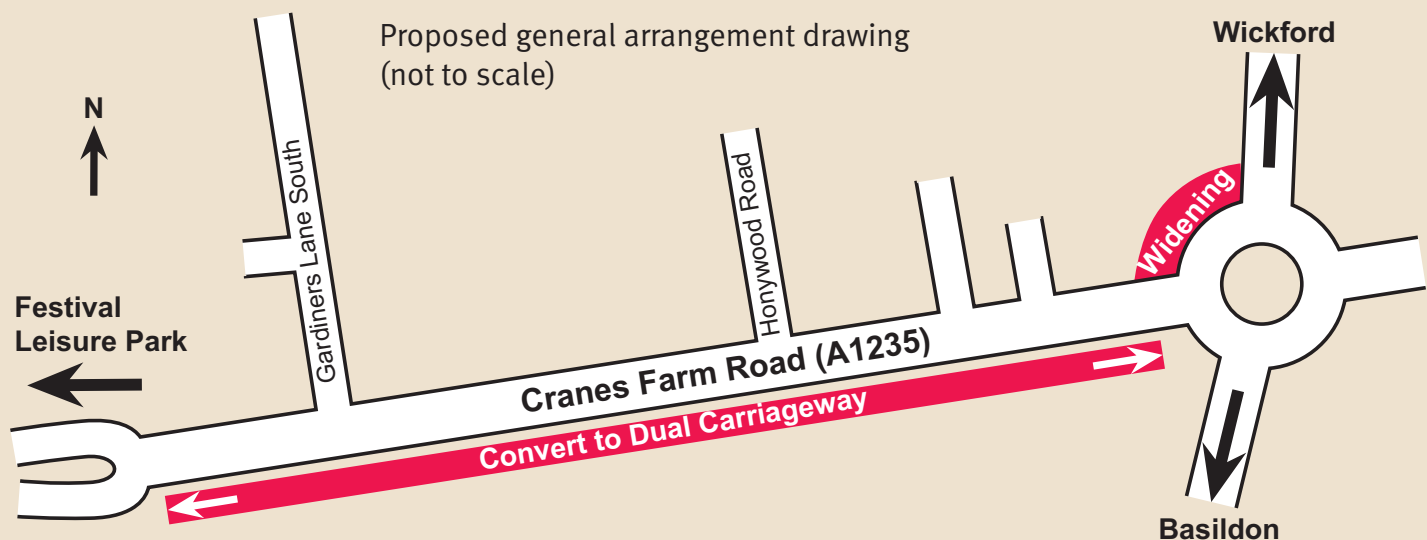 Proposed general arrangement drawing
(not to scale)
Wickford
N
Gardiners Lane South
Honywood Road
Widening
Festival
Leisure Park
Cranes Farm Road (A1235)
Convert to Dual Carriageway
Basildon